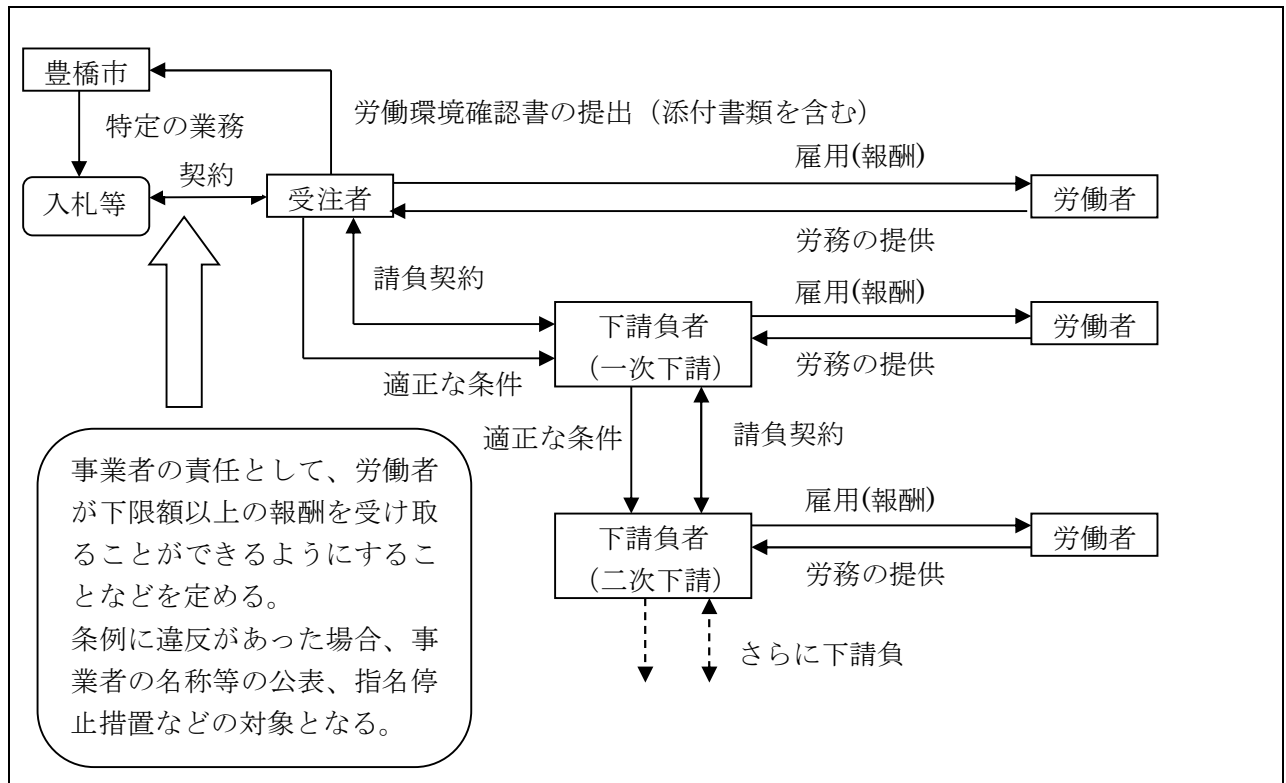 豊橋市
労働環境確認書の提出（添付書類を含む）
特定の業務
雇用(報酬)
契約
入札等
受注者
労働者
労務の提供
請負契約
雇用(報酬)
下請負者
（一次下請）
労働者
労務の提供
適正な条件
適正な条件
請負契約
事業者の責任として、労働者
が下限額以上の報酬を受け取
ることができるようにするこ
となどを定める。
条例に違反があった場合、事
業者の名称等の公表、指名停
止措置などの対象となる。
雇用(報酬)
下請負者
（二次下請）
労働者
労務の提供
さらに下請負